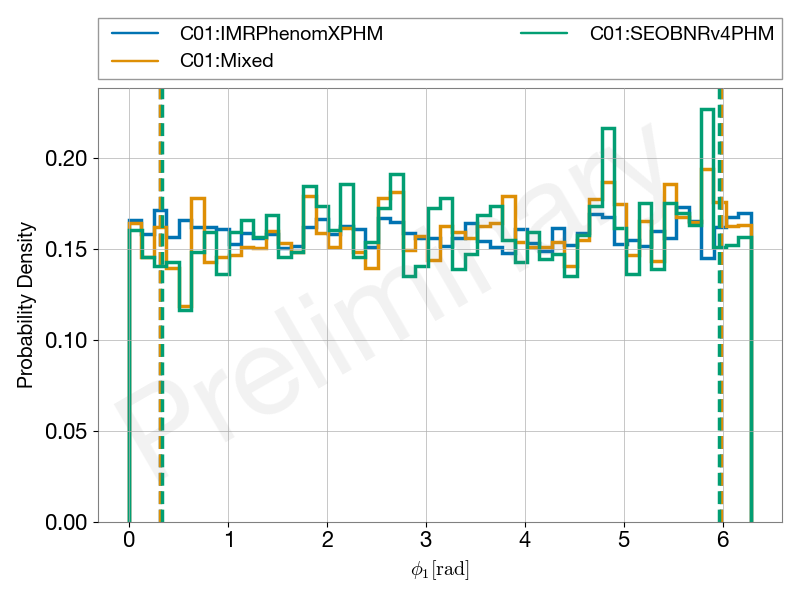 C01:IMRPhenomXPHM
C01:Mixed
C01:SEOBNRv4PHM
Preliminary
Probability Density
0.20
0.15
0.10
0.05
0.00
0 1 2 3 4 5 6
ϕ₁[rad]